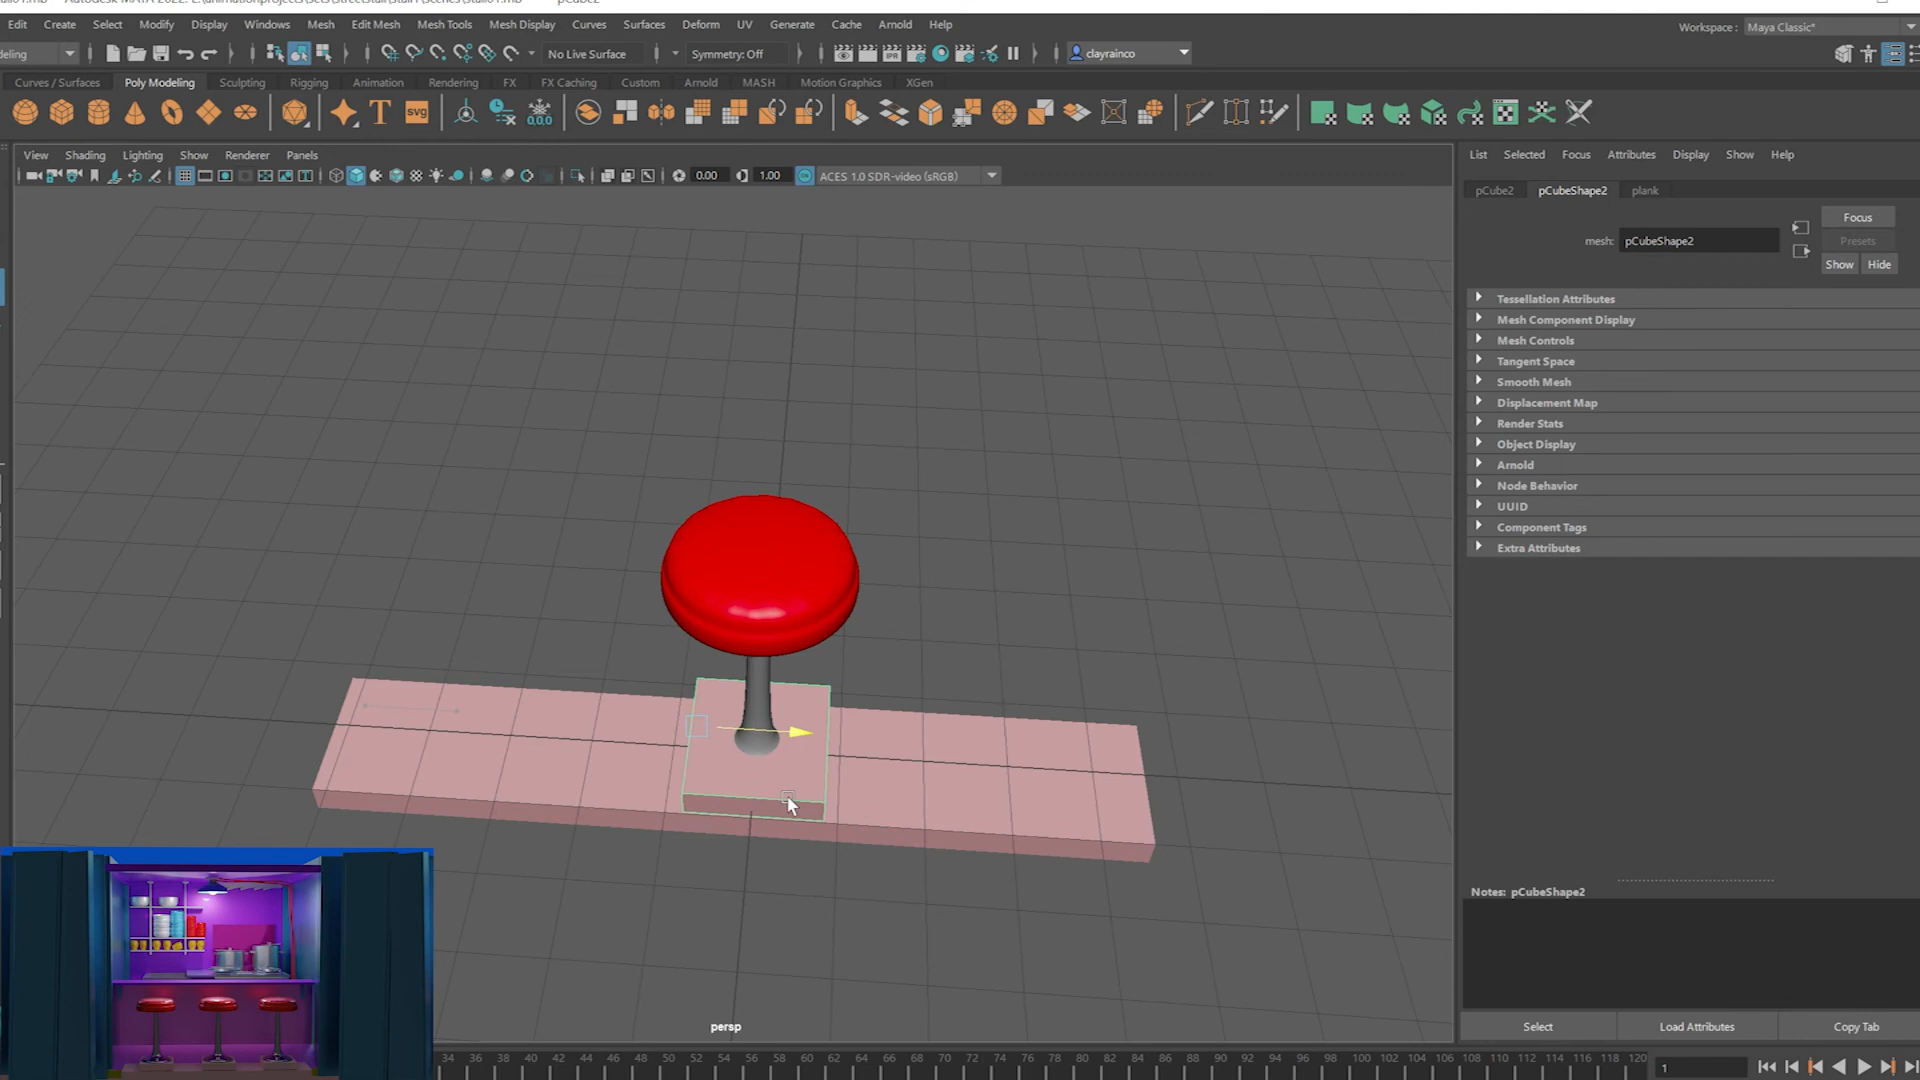 Edit Create Select Modify Display Windows Mesh Edit Mesh Mesh Tools Mesh Display Curves Surfaces Deform UV Generate Cache Arnold Help
Workspace : Maya Classic*
No Live Surface Symmetry: Off clayrainco
Curves / Surfaces Poly Modeling Sculpting Rigging Animation Rendering FX FX Caching Custom Arnold MASH Motion Graphics XGen
T SVG 0,0,0
View Shading Lighting Show Renderer Panels
0.00 1.00 ACES 1.0 SDR-video (sRGB)
List Selected Focus Attributes Display Show Help
pCube2 pCubeShape2 plank
Focus
mesh: pCubeShape2 Presets
Show Hide
Tessellation Attributes
Mesh Component Display
Mesh Controls
Tangent Space
Smooth Mesh
Displacement Map
Render Stats
Object Display
Arnold
Node Behavior
UUID
Component Tags
Extra Attributes
Notes: pCubeShape2
persp
Select Load Attributes Copy Tab
34 36 38 40 42 44 46 48 50 52 54 56 58 60 62 64 66 68 70 72 74 76 78 80 82 84 86 88 90 92 94 96 98 100 102 104 106 108 110 112 114 116 118 120
1